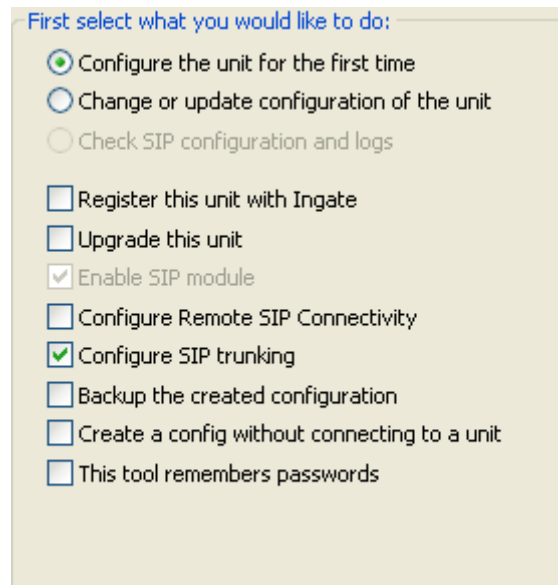 First select what you would like to do:
Configure the unit for the first time
Change or update configuration of the unit
Check SIP configuration and logs
Register this unit with Ingate
Upgrade this unit
Enable SIP module
Configure Remote SIP Connectivity
Configure SIP trunking
Backup the created configuration
Create a config without connecting to a unit
This tool remembers passwords